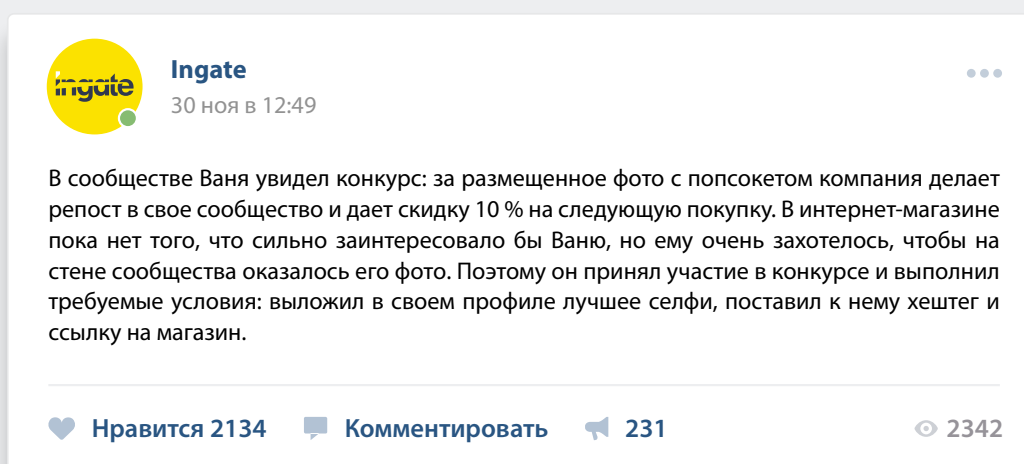 ingate
Ingate
30 ноя в 12:49
В сообществе Ваня увидел конкурс: за размещенное фото с попсокетом компания делает
репост в свое сообщество и дает скидку 10 % на следующую покупку. В интернет-магазине
пока нет того, что сильно заинтересовало бы Ваню, но ему очень захотелось, чтобы на
стене сообщества оказалось его фото. Поэтому он принял участие в конкурсе и выполнил
требуемые условия: выложил в своем профиле лучшее селфи, поставил к нему хештег и
ссылку на магазин.
Нравится 2134 Комментировать 231 2342